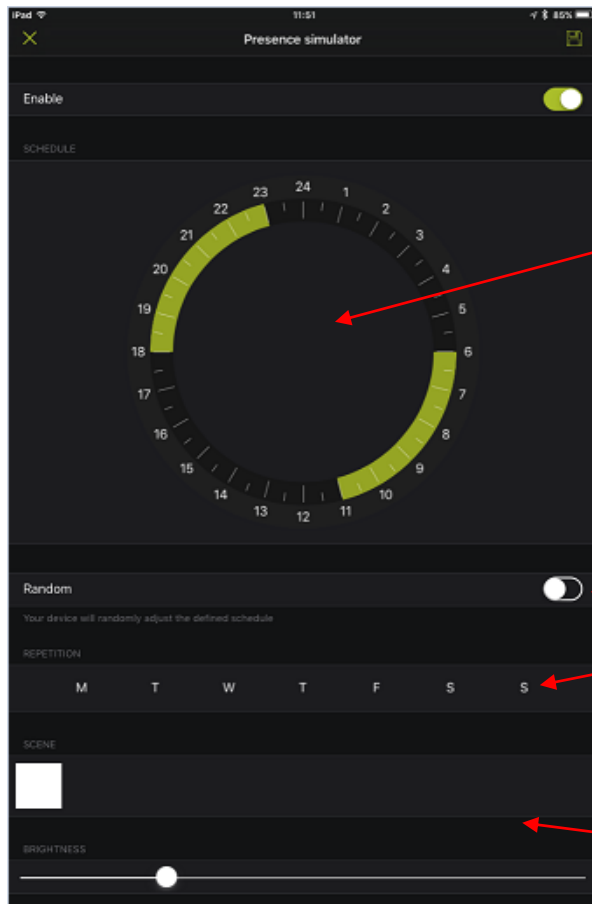 iPad 11:51 85%
Presence simulator
Enable
SCHEDULE
24
23 1
22 2
21 3
20 4
19 5
18 6
17 7
16 8
15 9
14 10
13 12 11
Random
Your device will randomly adjust the defined schedule
REPETITION
M T W T F S S
SCENE
BRIGHTNESS